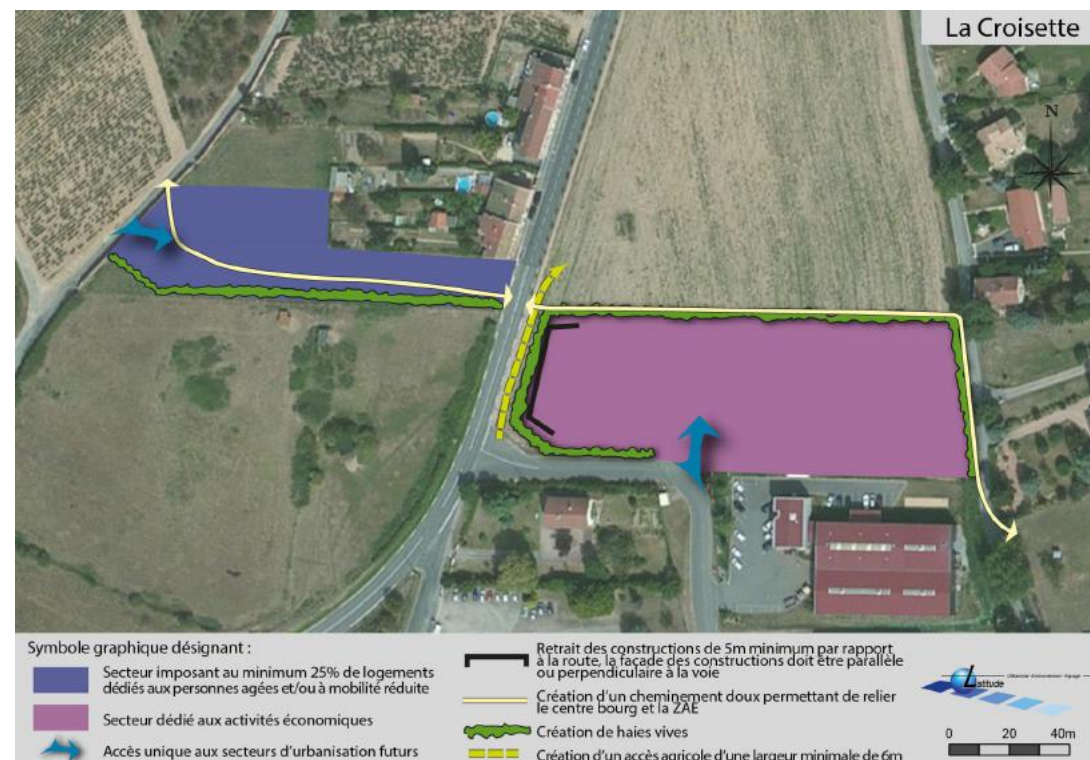 La Croisette
N
Symbole graphique désignant :
Secteur imposant au minimum 25% de logements
dédiés aux personnes agées et/ou à mobilité réduite
Secteur dédié aux activités économiques
Accès unique aux secteurs d'urbanisation futurs
Retrait des constructions de 5m minimum par rapport
à la route, la façade des constructions doit être parallèle
ou perpendiculaire à la voie
Création d'un cheminement doux permettant de relier
le centre bourg et la ZAE
Création de haies vives
Création d'un accès agricole d'une largeur minimale de 6m
Latitude
0 20 40m